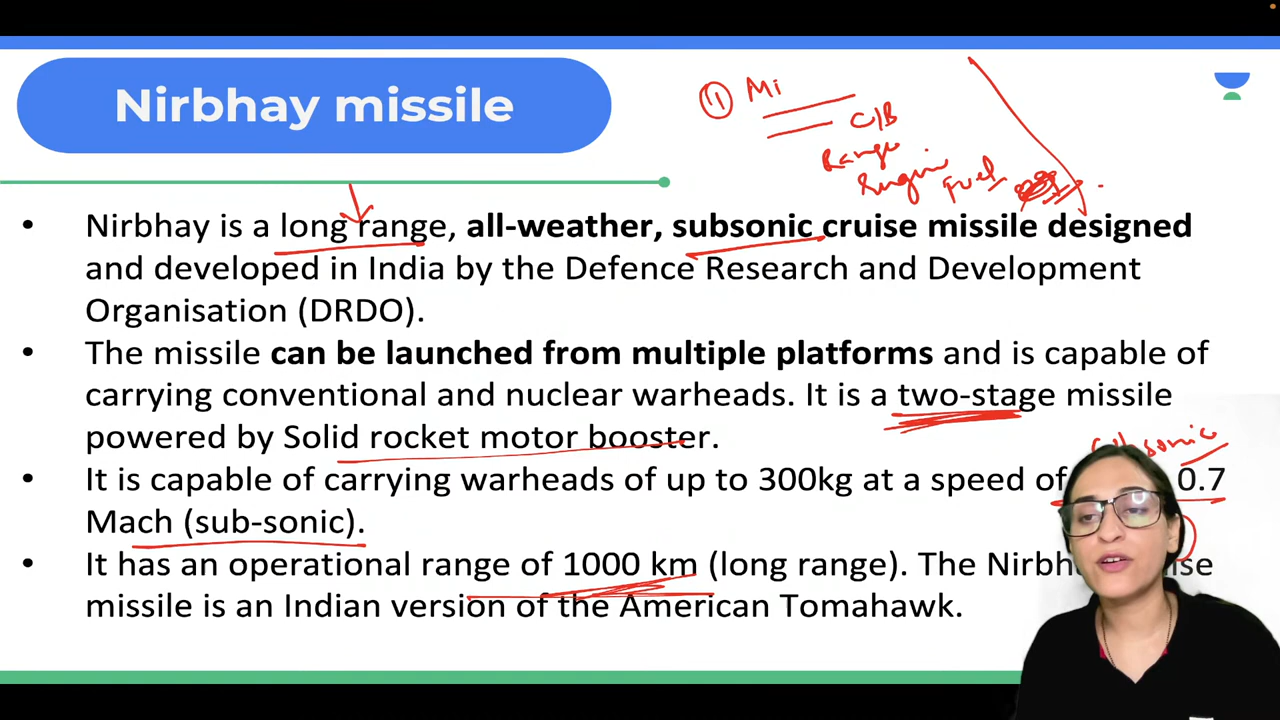 Nirbhay missile
① Mi
C/B
Range
Engine Fuel
• Nirbhay is a long range, all-weather, subsonic cruise missile designed
and developed in India by the Defence Research and Development
Organisation (DRDO).
• The missile can be launched from multiple platforms and is capable of
carrying conventional and nuclear warheads. It is a two-stage missile
powered by Solid rocket motor booster.
Subsonic
• It is capable of carrying warheads of up to 300kg at a speed of 0.7
Mach (sub-sonic).
• It has an operational range of 1000 km (long range). The
missile is an Indian version of the American Tomahawk.